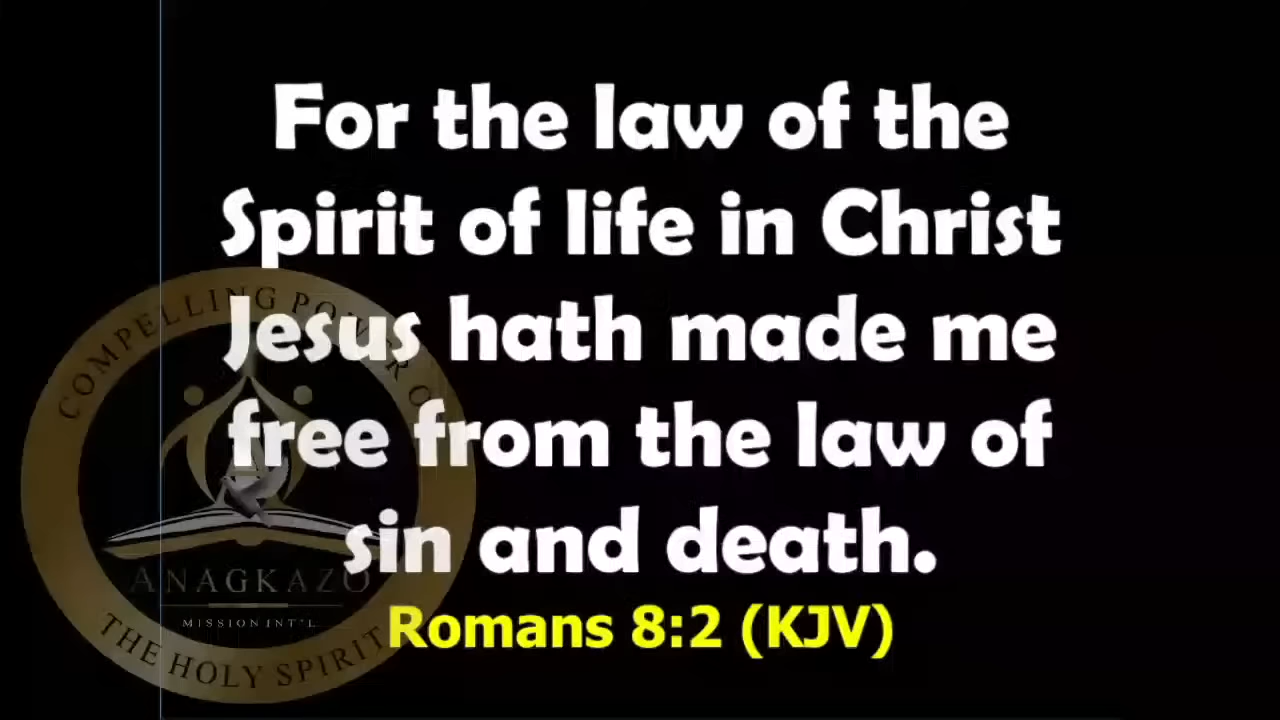 For the law of the
Spirit of life in Christ
Jesus hath made me
free from the law of
sin and death.
Romans 8:2 (KJV)
COMPELLING POWER OF
ANAGKAZO
MISSION INT'L
THE HOLY SPIRIT